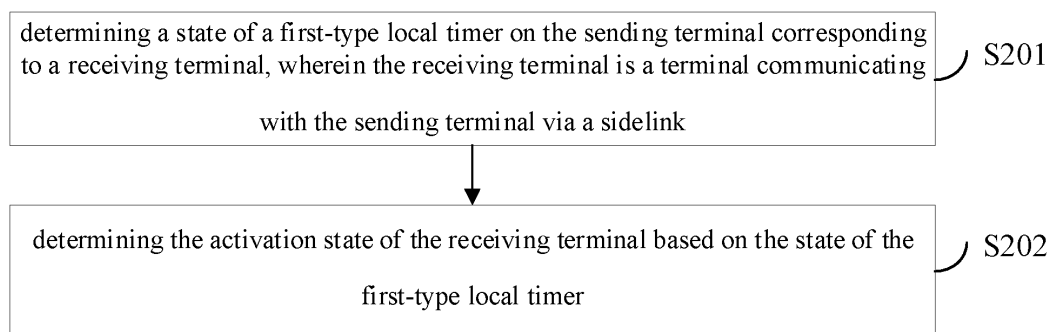 determining a state of a first-type local timer on the sending terminal corresponding
to a receiving terminal, wherein the receiving terminal is a terminal communicating
with the sending terminal via a sidelink
S201
determining the activation state of the receiving terminal based on the state of the
first-type local timer
S202